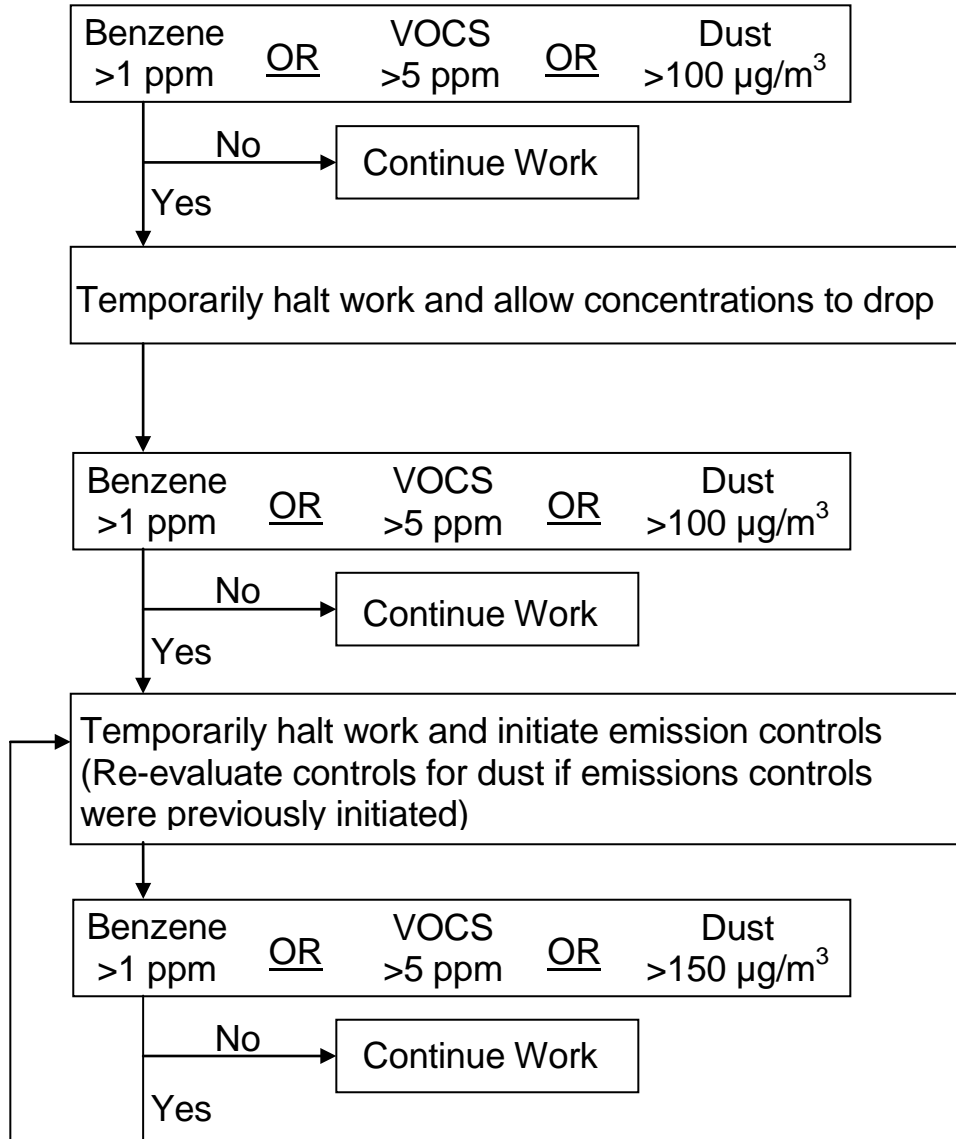 Benzene OR VOCS OR Dust
>1 ppm >5 ppm >100 µg/m³
No
Continue Work
Yes
Temporarily halt work and allow concentrations to drop
Benzene OR VOCS OR Dust
>1 ppm >5 ppm >100 µg/m³
No
Continue Work
Yes
Temporarily halt work and initiate emission controls
(Re-evaluate controls for dust if emissions controls
were previously initiated)
Benzene OR VOCS OR Dust
>1 ppm >5 ppm >150 µg/m³
No
Continue Work
Yes